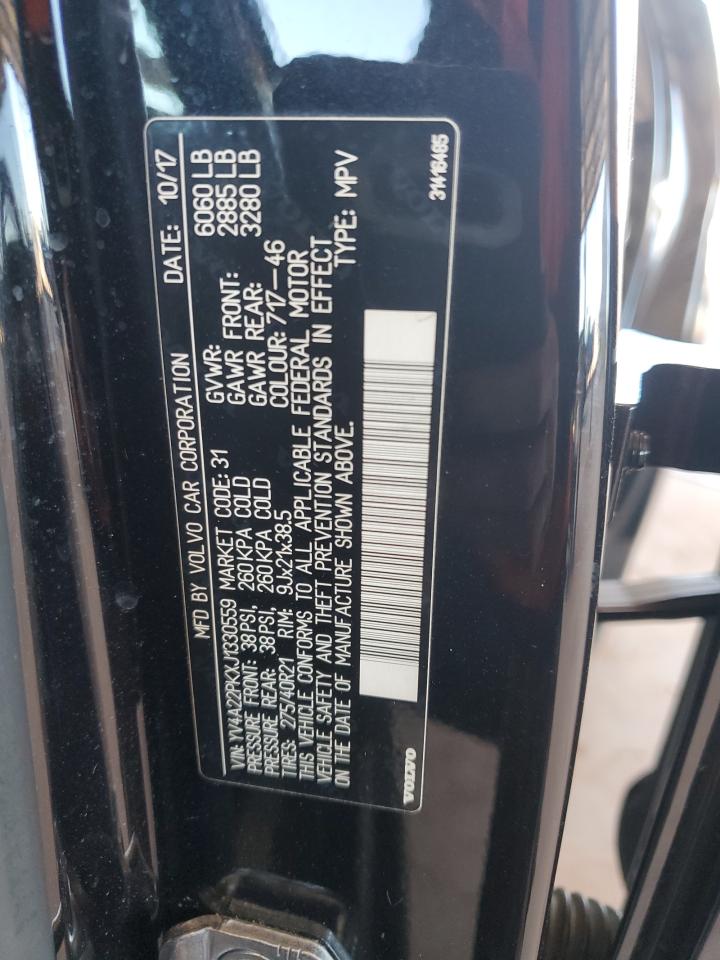 MFD BY VOLVO CAR CORPORATION DATE: 10/17
VIN: YV4A22PKXJ1330559 MARKET CODE: 31 GVWR: 6060 LB
PRESSURE FRONT: 38PSI, 260KPA COLD GAWR FRONT: 2885 LB
PRESSURE REAR: 38PSI, 260KPA COLD GAWR REAR: 3280 LB
TIRES: 275/40R21 RIM: 9Jx21x38.5 COLOUR: 717-46
THIS VEHICLE CONFORMS TO ALL APPLICABLE FEDERAL MOTOR
VEHICLE SAFETY AND THEFT PREVENTION STANDARDS IN EFFECT
ON THE DATE OF MANUFACTURE SHOWN ABOVE. TYPE: MPV
VOLVO 31416485